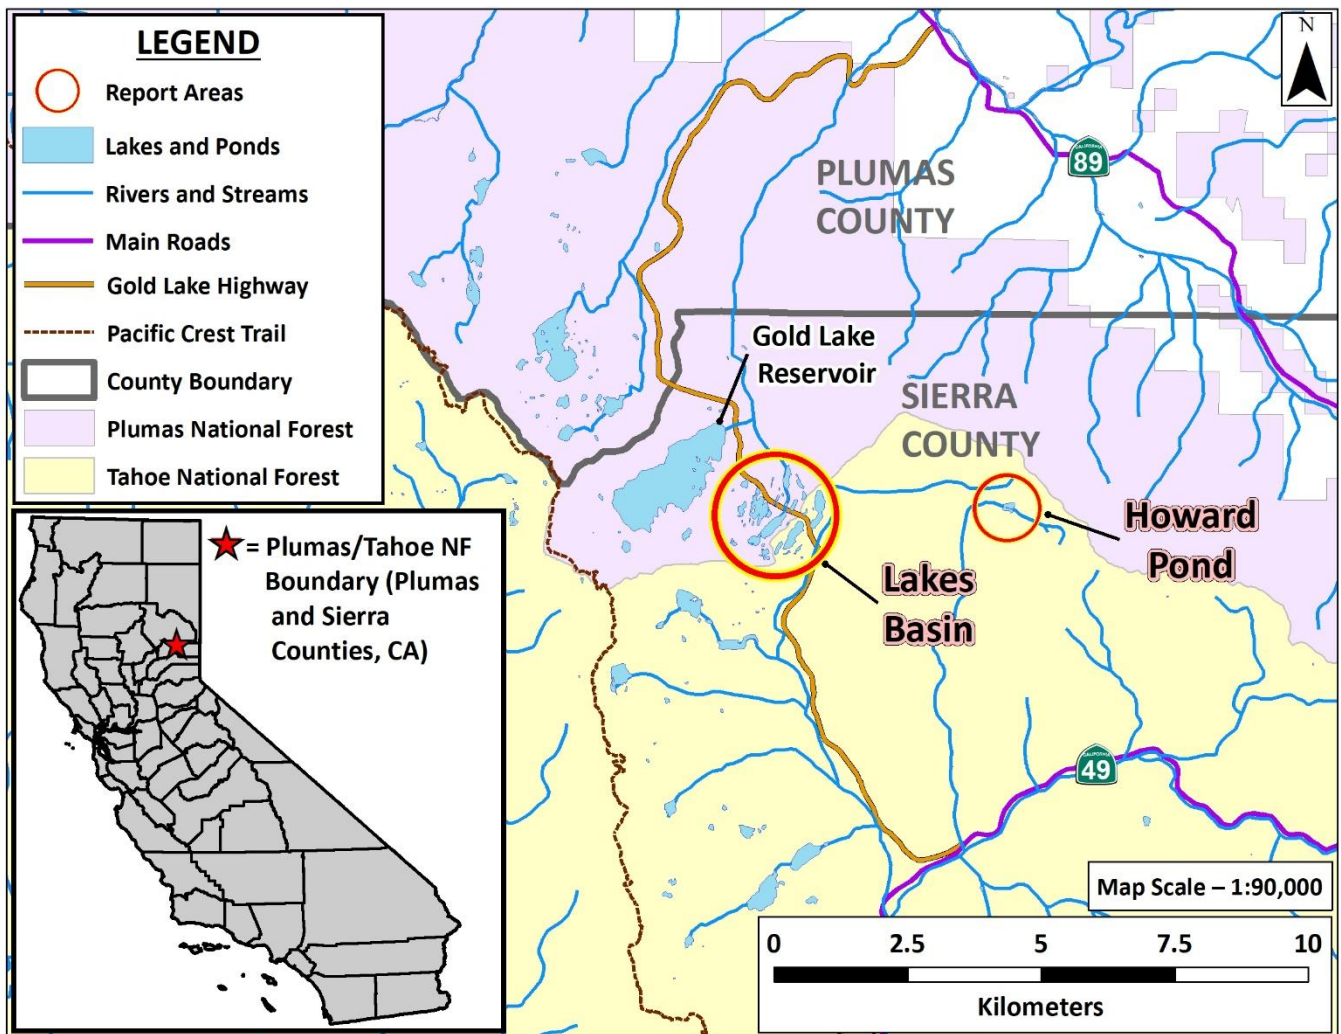 LEGEND
Report Areas
Lakes and Ponds
Rivers and Streams
Main Roads
Gold Lake Highway
Pacific Crest Trail
County Boundary
Plumas National Forest
Tahoe National Forest
= Plumas/Tahoe NF
Boundary (Plumas
and Sierra
Counties, CA)
N
CALIFORNIA
89
PLUMAS
COUNTY
Gold Lake
Reservoir
SIERRA
COUNTY
Howard
Pond
Lakes
Basin
CALIFORNIA
49
Map Scale – 1:90,000
0 2.5 5 7.5 10
Kilometers